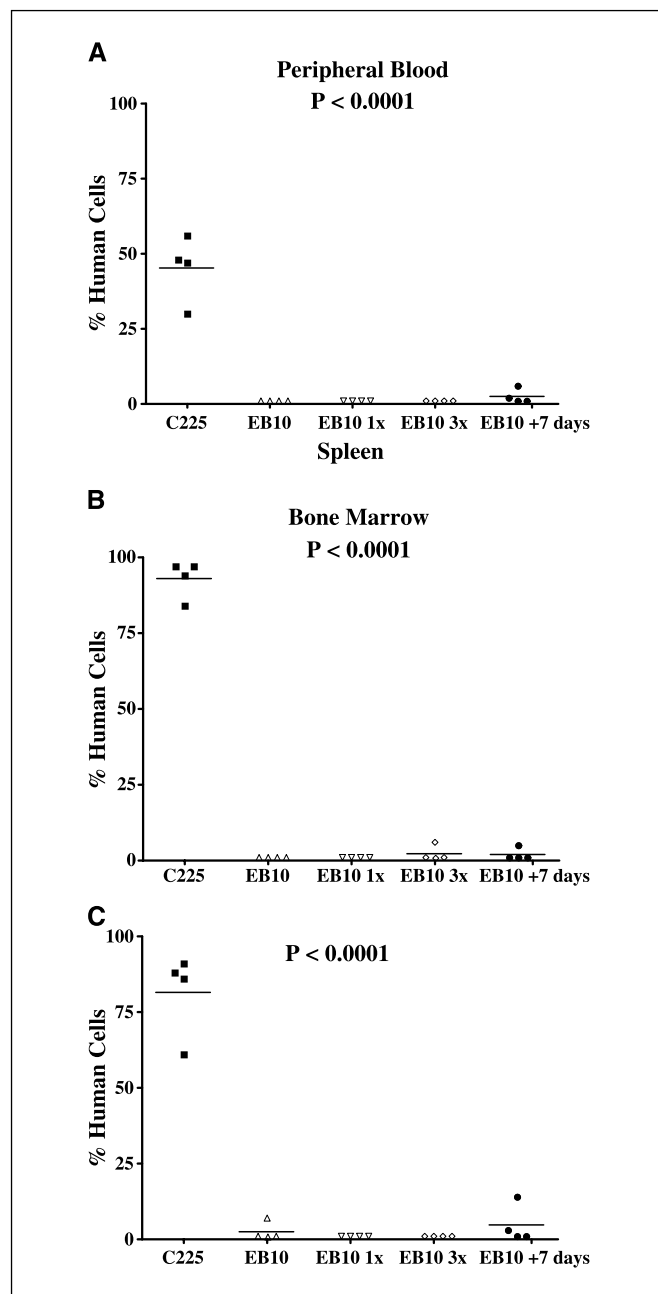 A
Peripheral Blood
P < 0.0001
100
75
50
25
0
% Human Cells
C225 EB10 EB10 1x EB10 3x EB10 +7 days
Spleen
B
Bone Marrow
P < 0.0001
100
75
50
25
0
% Human Cells
C225 EB10 EB10 1x EB10 3x EB10 +7 days
C
P < 0.0001
100
75
50
25
0
% Human Cells
C225 EB10 EB10 1x EB10 3x EB10 +7 days